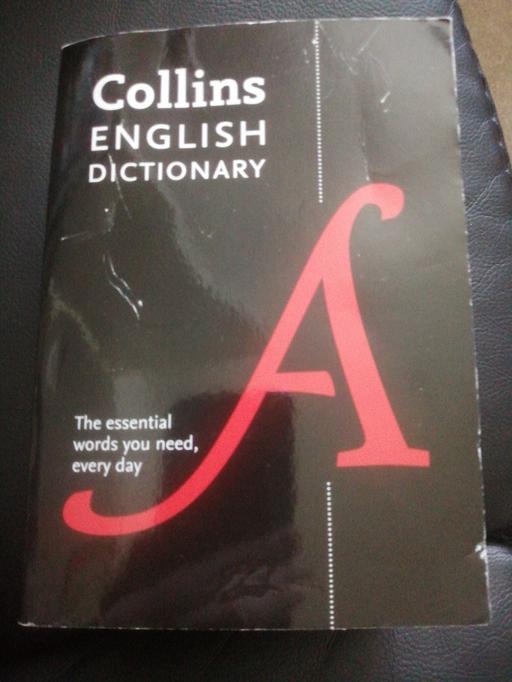 Collins
ENGLISH
DICTIONARY
A
The essential
words you need,
every day